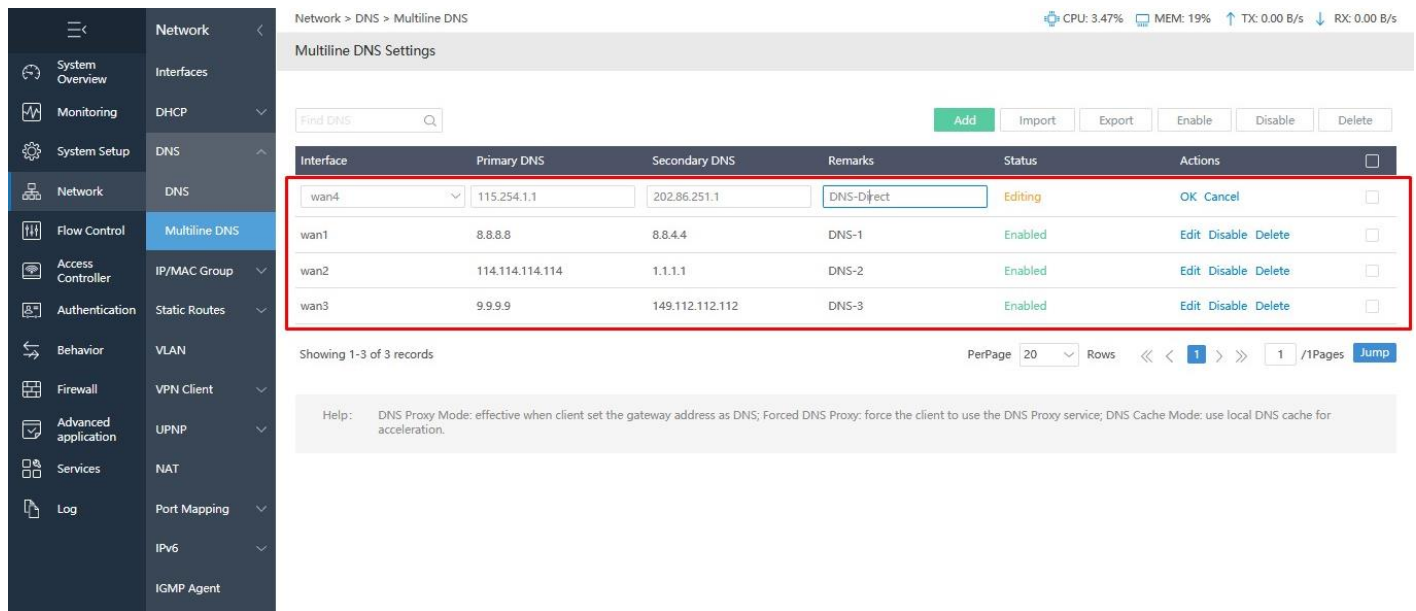 Network
System Overview
Monitoring
System Setup
Network
Flow Control
Access Controller
Authentication
Behavior
Firewall
Advanced application
Services
Log
Interfaces
DHCP
DNS
DNS
Multiline DNS
IP/MAC Group
Static Routes
VLAN
VPN Client
UPNP
NAT
Port Mapping
IPv6
IGMP Agent
Network > DNS > Multiline DNS
CPU: 3.47% MEM: 19% TX: 0.00 B/s RX: 0.00 B/s
Multiline DNS Settings
Find DNS
Add Import Export Enable Disable Delete
Interface Primary DNS Secondary DNS Remarks Status Actions
wan4 115.254.1.1 202.86.251.1 DNS-Direct Editing OK Cancel
wan1 8.8.8.8 8.8.4.4 DNS-1 Enabled Edit Disable Delete
wan2 114.114.114.114 1.1.1.1 DNS-2 Enabled Edit Disable Delete
wan3 9.9.9.9 149.112.112.112 DNS-3 Enabled Edit Disable Delete
Showing 1-3 of 3 records
PerPage 20 Rows 1 1 /1Pages Jump
Help: DNS Proxy Mode: effective when client set the gateway address as DNS; Forced DNS Proxy: force the client to use the DNS Proxy service; DNS Cache Mode: use local DNS cache for
acceleration.